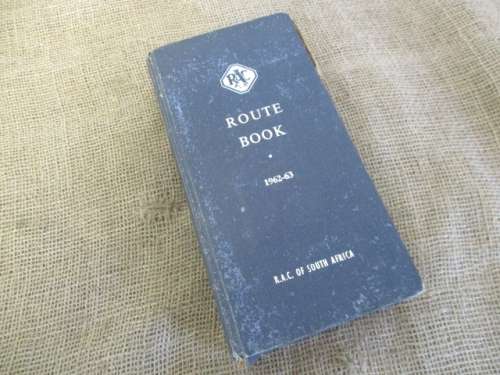 RAC
ROUTE
BOOK
1962-63
R.A.C. OF SOUTH AFRICA